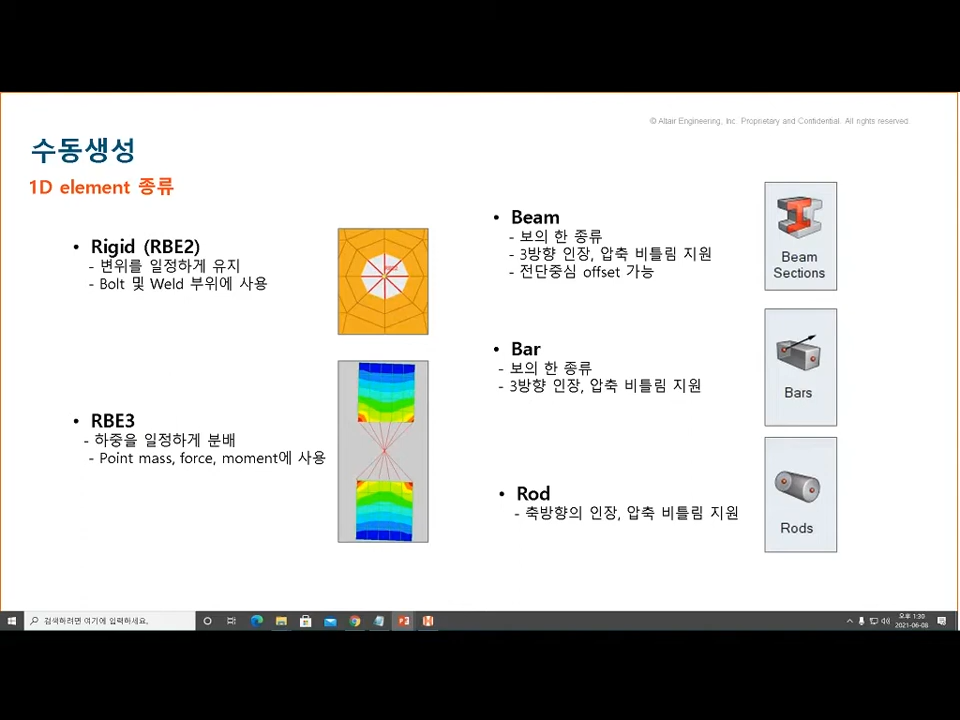 © Altair Engineering, Inc. Proprietary and Confidential. All rights reserved.
수동생성
1D element 종류
• Rigid (RBE2)
- 변위를 일정하게 유지
- Bolt 및 Weld 부위에 사용
• RBE3
- 하중을 일정하게 분배
- Point mass, force, moment에 사용
• Beam
- 보의 한 종류
- 3방향 인장, 압축 비틀림 지원
- 전단중심 offset 가능
Beam
Sections
• Bar
- 보의 한 종류
- 3방향 인장, 압축 비틀림 지원
Bars
• Rod
- 축방향의 인장, 압축 비틀림 지원
Rods
검색하려면 여기에 입력하세요.
오후 1:30
2021-06-08